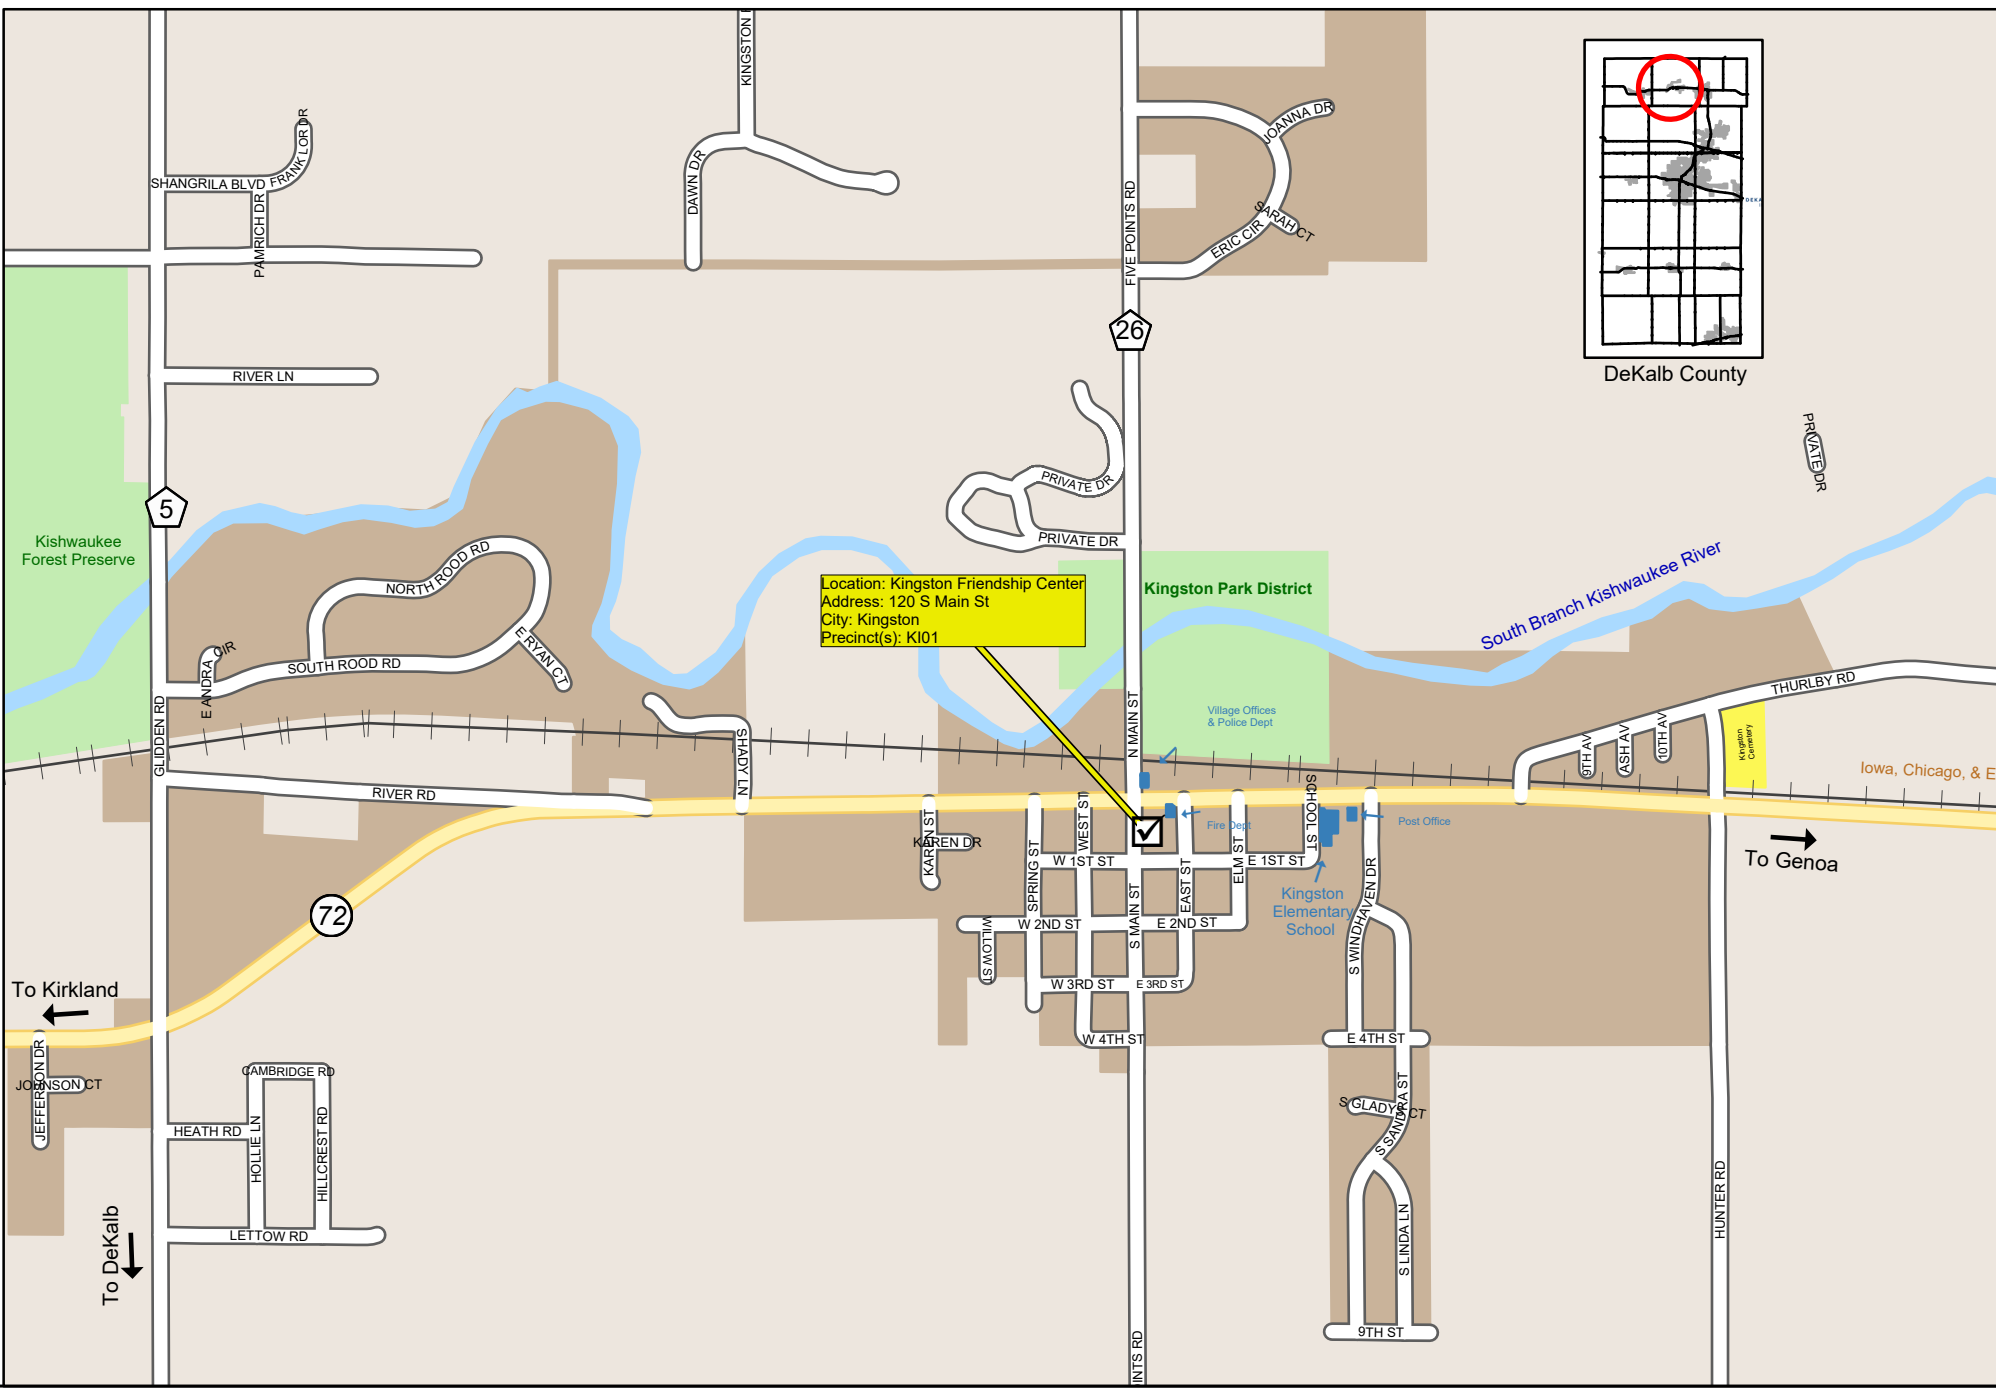 KINGSTON
JOANNA DR
FRANK LOR DR
SHANGRILA BLVD
PAMRICH DR
DAWN DR
FIVE POINTS RD
SARAH CT
ERIC CIR
26
DEKA
DeKalb County
RIVER LN
PRIVATE DR
PRIVATE DR
PRIVATE DR
5
Kishwaukee
Forest Preserve
NORTH ROOD RD
Location: Kingston Friendship Center
Address: 120 S Main St
City: Kingston
Precinct(s): KI01
Kingston Park District
South Branch Kishwaukee River
E RYAN CT
E ANDRA CIR
SOUTH ROOD RD
GLIDDEN RD
THURLBY RD
Village Offices
& Police Dept
N MAIN ST
SHADY LN
9TH AV
ASH AV
10TH AV
Kingston
Cemetery
Iowa, Chicago, & E
RIVER RD
SCHOOL ST
WEST ST
Fire Dept
Post Office
KAREN ST
KAREN DR
SPRING ST
W 1ST ST
E 1ST ST
ELM ST
EAST ST
To Genoa
Kingston
Elementary
School
S WINDHAVEN DR
72
WILLOW ST
W 2ND ST
S MAIN ST
E 2ND ST
W 3RD ST
E 3RD ST
To Kirkland
W 4TH ST
E 4TH ST
JEFFERSON DR
JOHNSON CT
CAMBRIDGE RD
HEATH RD
HOLLIE LN
HILLCREST RD
S GLADYS CT
S SANDRA ST
HUNTER RD
LETTOW RD
To DeKalb
S LINDA LN
9TH ST
INTS RD